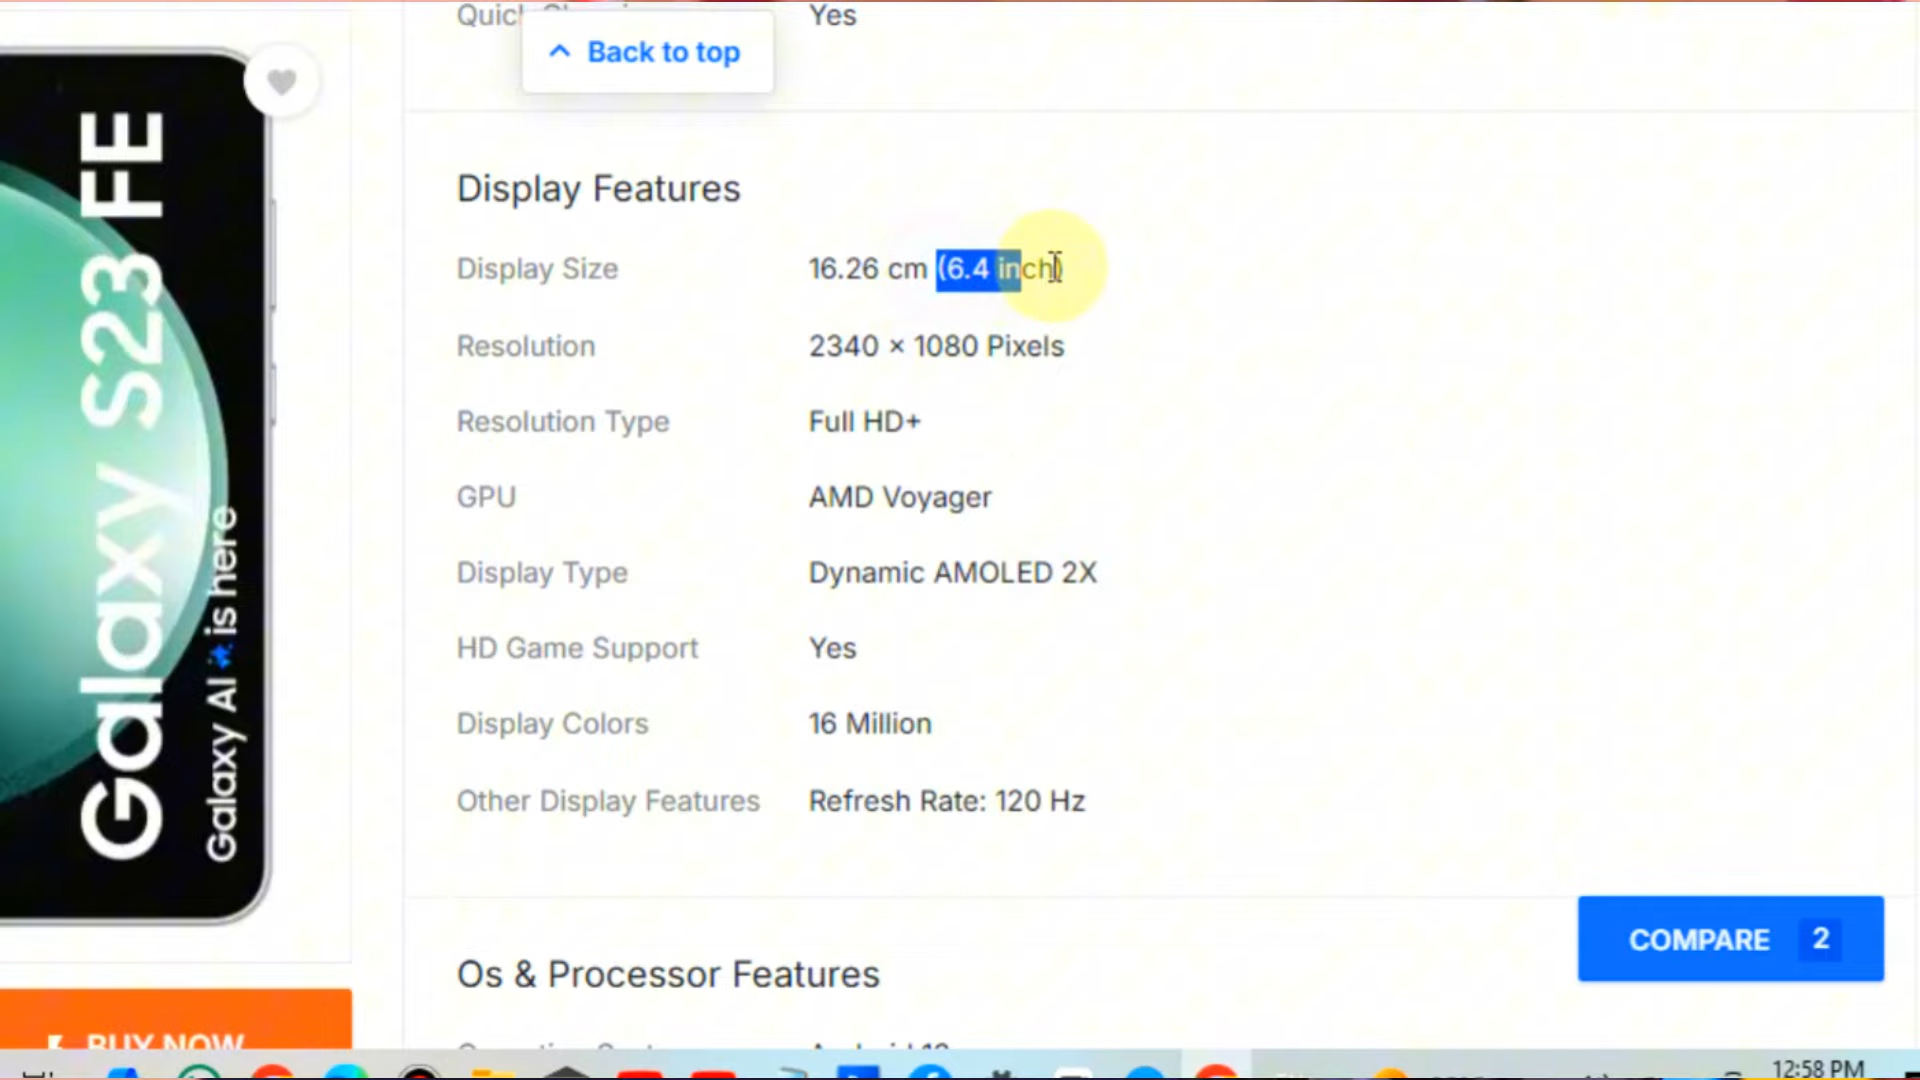 Quick
Yes
Back to top
Display Features
Display Size 16.26 cm (6.4 inch)
Resolution 2340 × 1080 Pixels
Resolution Type Full HD+
GPU AMD Voyager
Display Type Dynamic AMOLED 2X
HD Game Support Yes
Display Colors 16 Million
Other Display Features Refresh Rate: 120 Hz
COMPARE 2
Os & Processor Features
Galaxy S23 FE
Galaxy AI is here
BUY NOW
12:58 PM